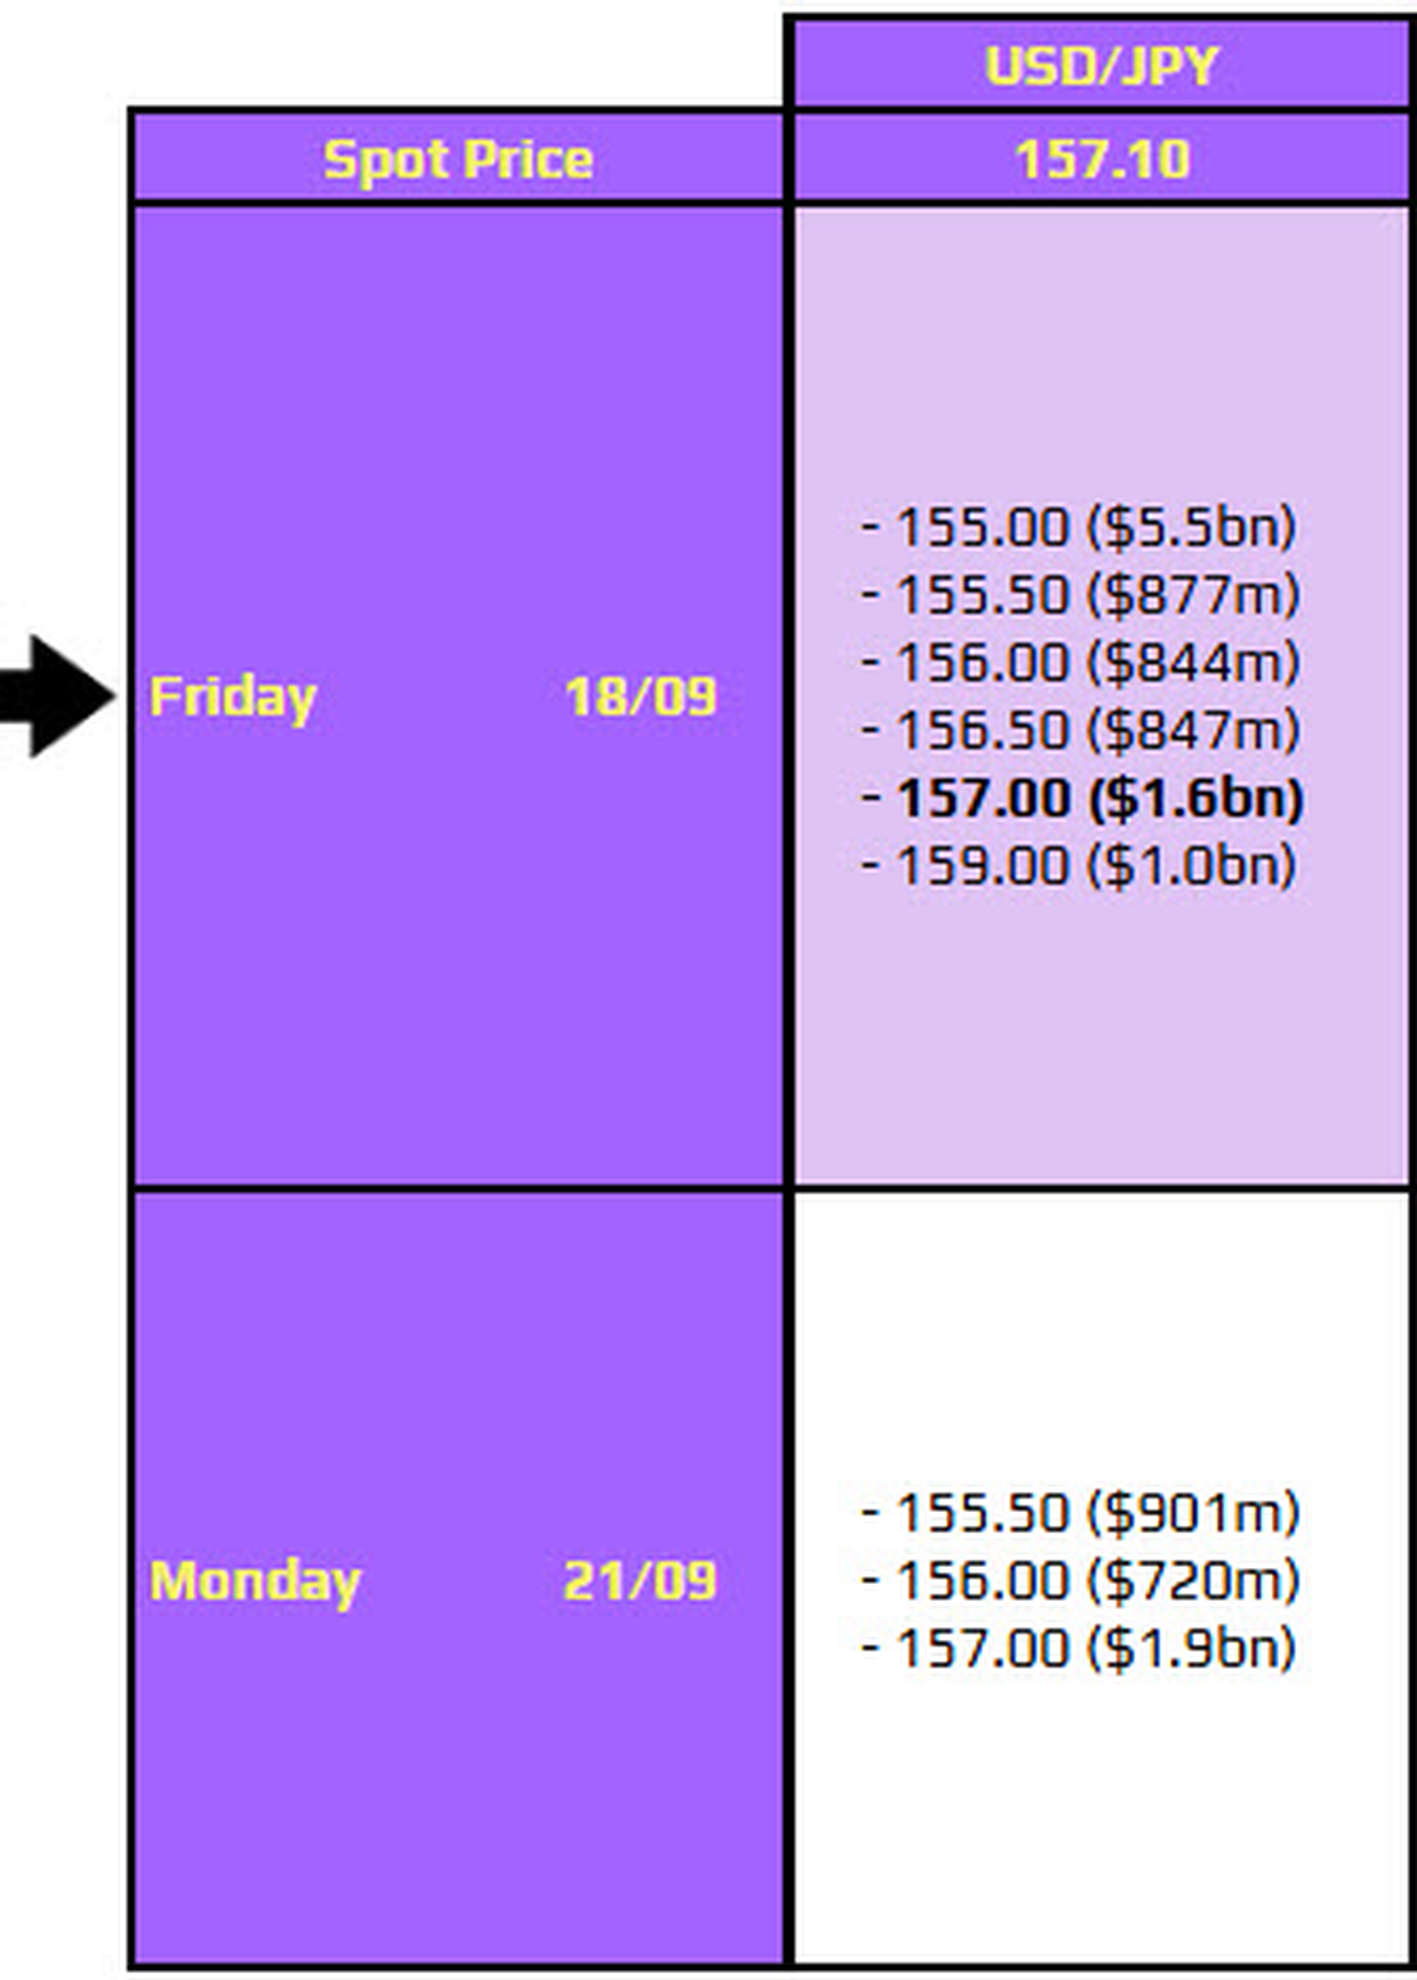 USD/JPY
Spot Price 157.10
Friday 18/09
- 155.00 ($5.5bn)
- 155.50 ($877m)
- 156.00 ($844m)
- 156.50 ($847m)
- 157.00 ($1.6bn)
- 159.00 ($1.0bn)
Monday 21/09
- 155.50 ($901m)
- 156.00 ($720m)
- 157.00 ($1.9bn)